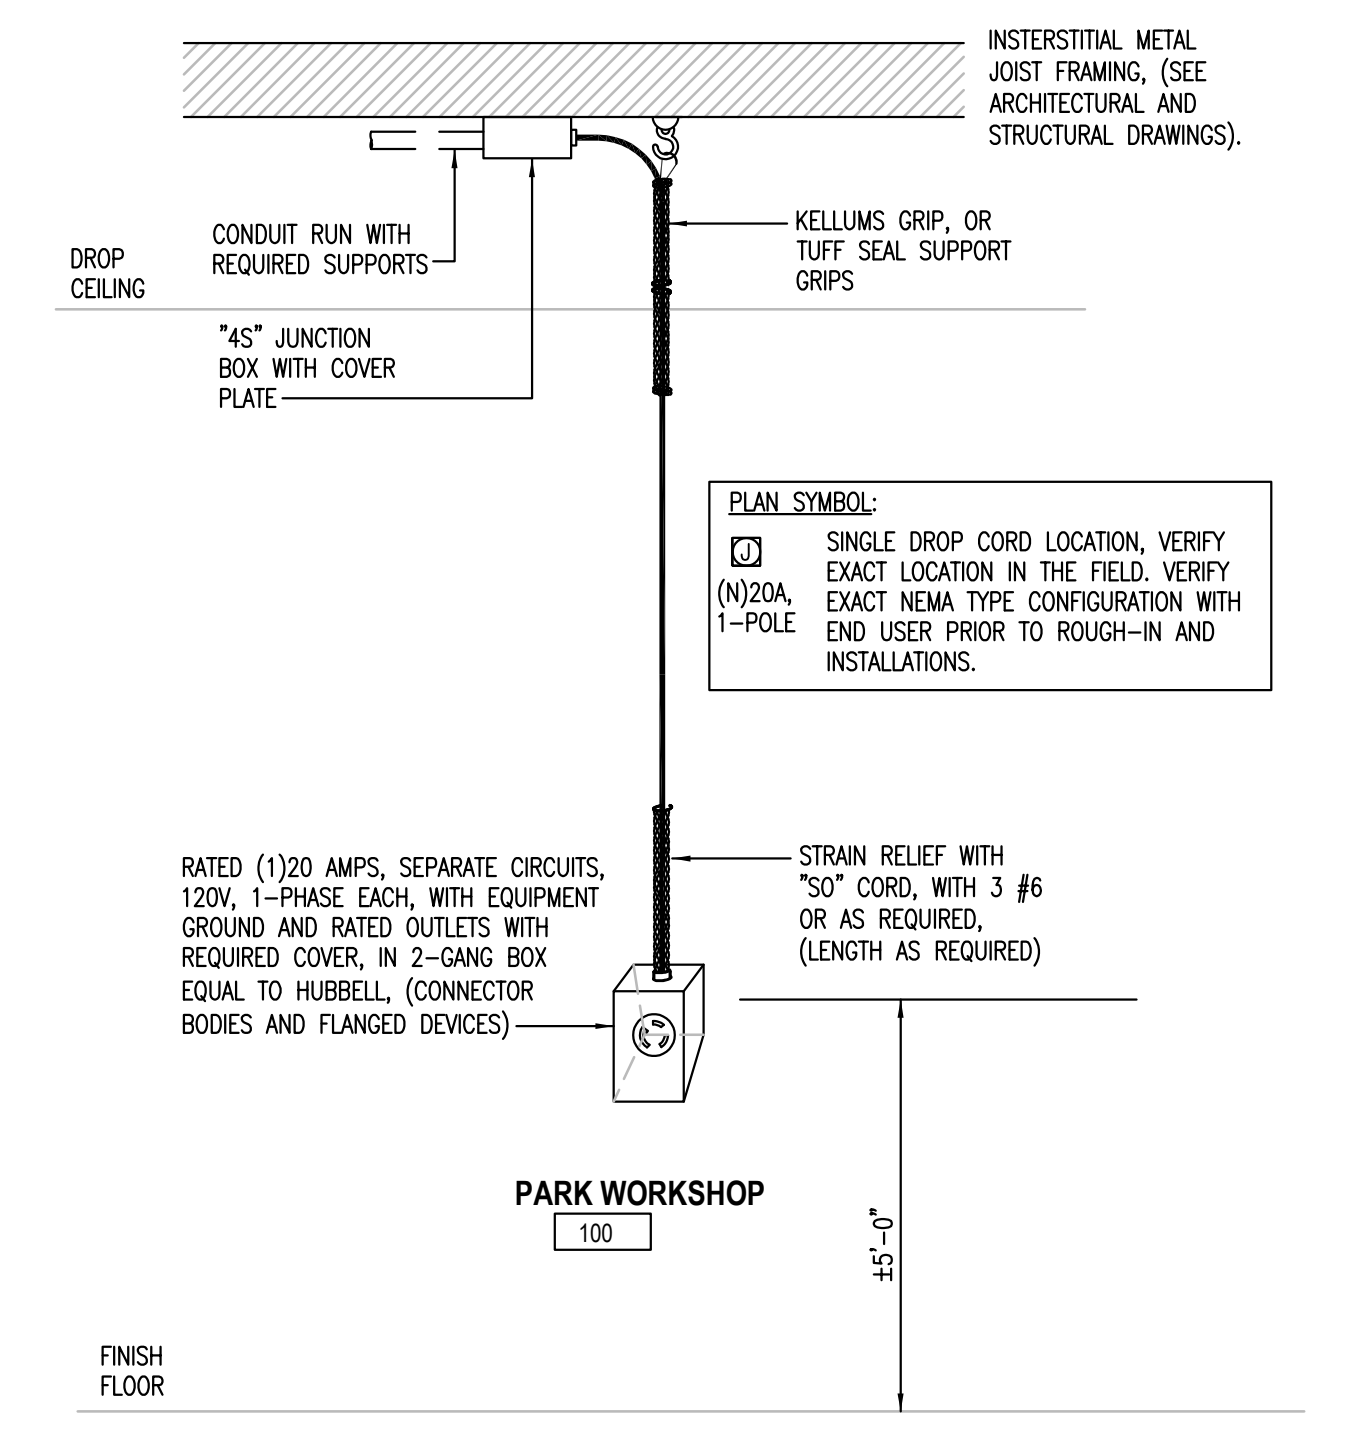 INSTERSTITIAL METAL
JOIST FRAMING, (SEE
ARCHITECTURAL AND
STRUCTURAL DRAWINGS).
CONDUIT RUN WITH
REQUIRED SUPPORTS
KELLUMS GRIP, OR
TUFF SEAL SUPPORT
GRIPS
DROP
CEILING
"4S" JUNCTION
BOX WITH COVER
PLATE
PLAN SYMBOL:
J
(N)20A,
1-POLE
SINGLE DROP CORD LOCATION, VERIFY
EXACT LOCATION IN THE FIELD. VERIFY
EXACT NEMA TYPE CONFIGURATION WITH
END USER PRIOR TO ROUGH-IN AND
INSTALLATIONS.
RATED (1)20 AMPS, SEPARATE CIRCUITS,
120V, 1-PHASE EACH, WITH EQUIPMENT
GROUND AND RATED OUTLETS WITH
REQUIRED COVER, IN 2-GANG BOX
EQUAL TO HUBBELL, (CONNECTOR
BODIES AND FLANGED DEVICES)
STRAIN RELIEF WITH
"SO" CORD, WITH 3 #6
OR AS REQUIRED,
(LENGTH AS REQUIRED)
PARK WORKSHOP
100
±5'-0"
FINISH
FLOOR